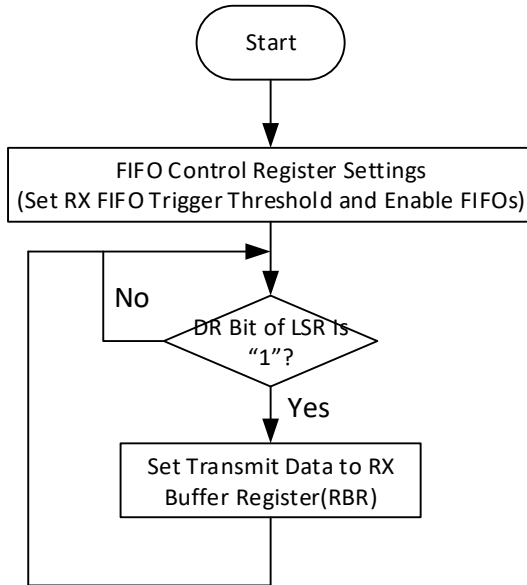 Start
FIFO Control Register Settings
(Set RX FIFO Trigger Threshold and Enable FIFOs)
No
DR Bit of LSR Is
“1”?
Yes
Set Transmit Data to RX
Buffer Register(RBR)